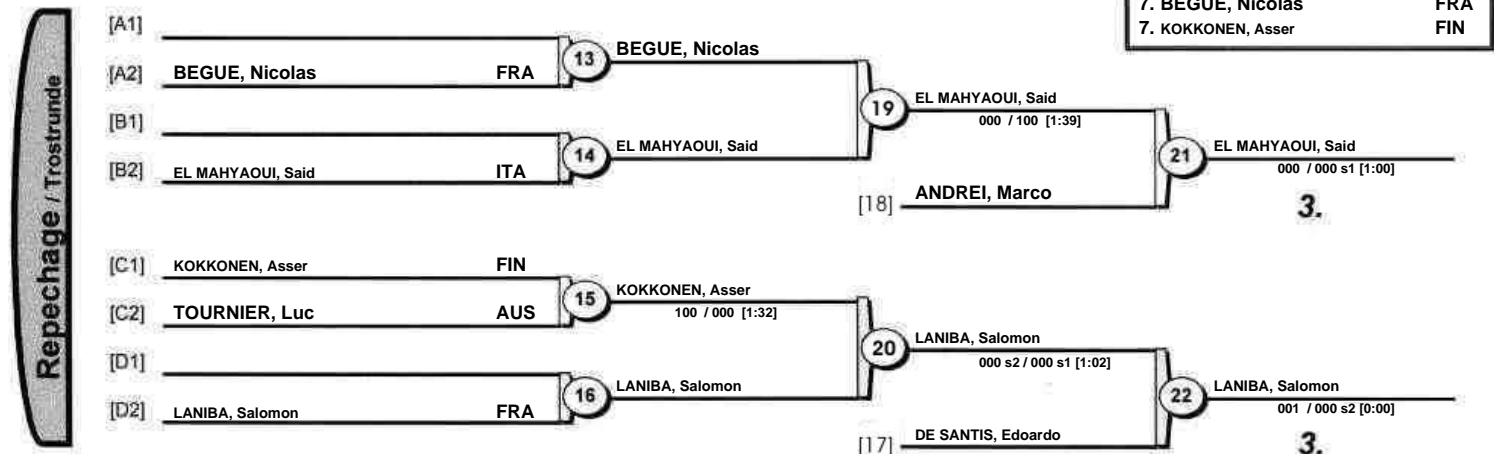 7. BEGUE, Nicolas FRA
7. KOKKONEN, Asser FIN
Repechage / Trostrunde
[A1]
[A2] BEGUE, Nicolas FRA
13 BEGUE, Nicolas
[B1]
[B2] EL MAHYAOUI, Said ITA
14 EL MAHYAOUI, Said
19 EL MAHYAOUI, Said
000 / 100 [1:39]
[18] ANDREI, Marco
21 EL MAHYAOUI, Said
000 / 000 s1 [1:00]
3.
[C1] KOKKONEN, Asser FIN
[C2] TOURNIER, Luc AUS
15 KOKKONEN, Asser
100 / 000 [1:32]
[D1]
[D2] LANIBA, Salomon FRA
16 LANIBA, Salomon
20 LANIBA, Salomon
000 s2 / 000 s1 [1:02]
[17] DE SANTIS, Edoardo
22 LANIBA, Salomon
001 / 000 s2 [0:00]
3.